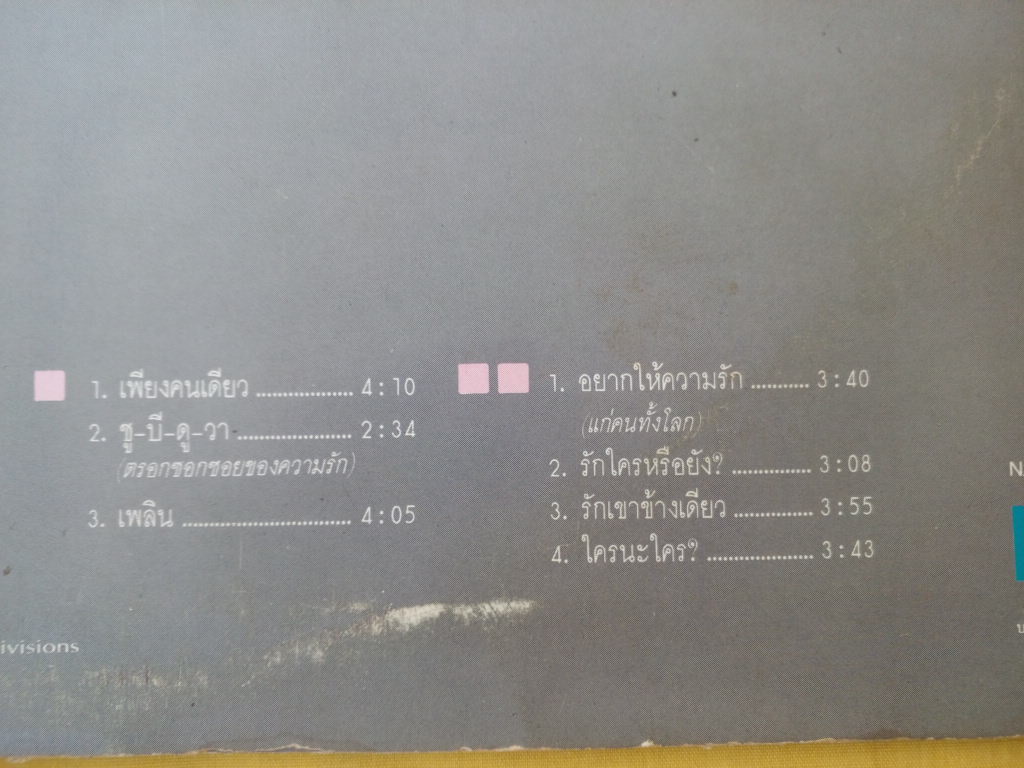 1. เพียงคนเดียว .................. 4:10
2. ชู-บี-ดู-วา ..................... 2:34
(ตรอกซอกซอยของความรัก)
3. เพลิน ............................... 4:05
1. อยากให้ความรัก ........... 3:40
(แก่คนทั้งโลก)
2. รักใครหรือยัง? ............... 3:08
3. รักเขาข้างเดียว ............... 3:55
4. ใครนะใคร? .................... 3:43
ivisions
N